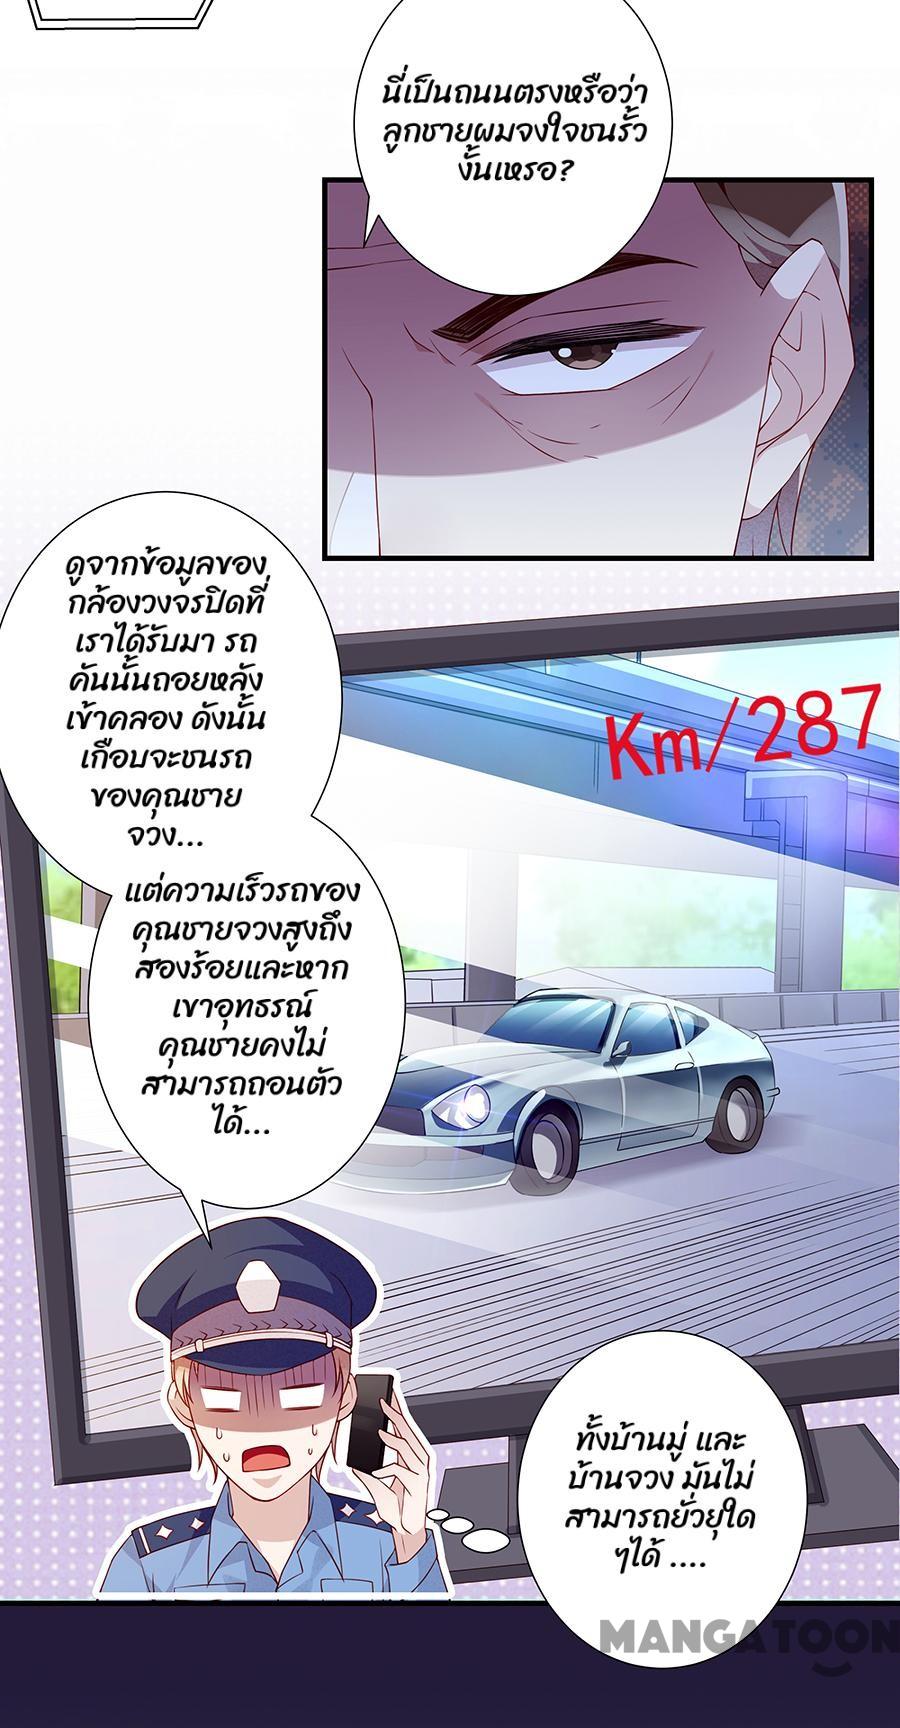 นี่เป็นถนนตรงหรือว่า
ลูกชายผมจงใจชนรั้ว
งั้นเหรอ?
ดูจากข้อมูลของ
กล้องวงจรปิดที่
เราได้รับมา รถ
คันนั้นถอยหลัง
เข้าคลอง ดังนั้น
เกือบจะชนรถ
ของคุณชาย
จวง...
Km/287
แต่ความเร็วรถของ
คุณชายจวงสูงถึง
สองร้อยและหาก
เขาอุทธรณ์
คุณชายคงไม่
สามารถถอนตัว
ได้...
ทั้งบ้านมู่ และ
บ้านจวง มันไม่
สามารถยั่วยุใด
ๆได้ ....
MANGATOON